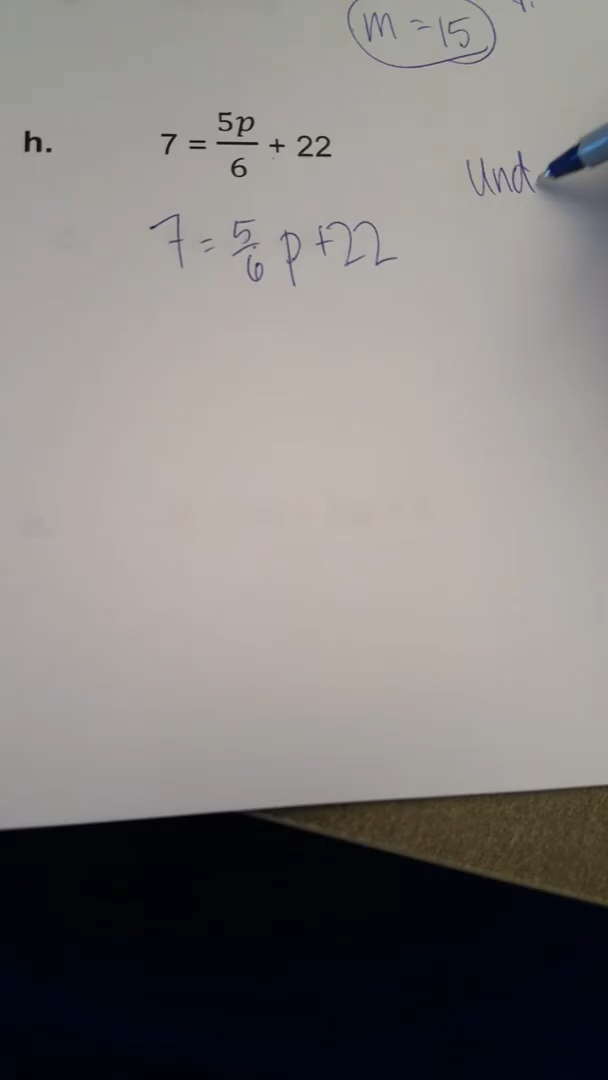 m = 15
h. 7 = 5p/6 + 22
Und
7 = 5/6 p + 22